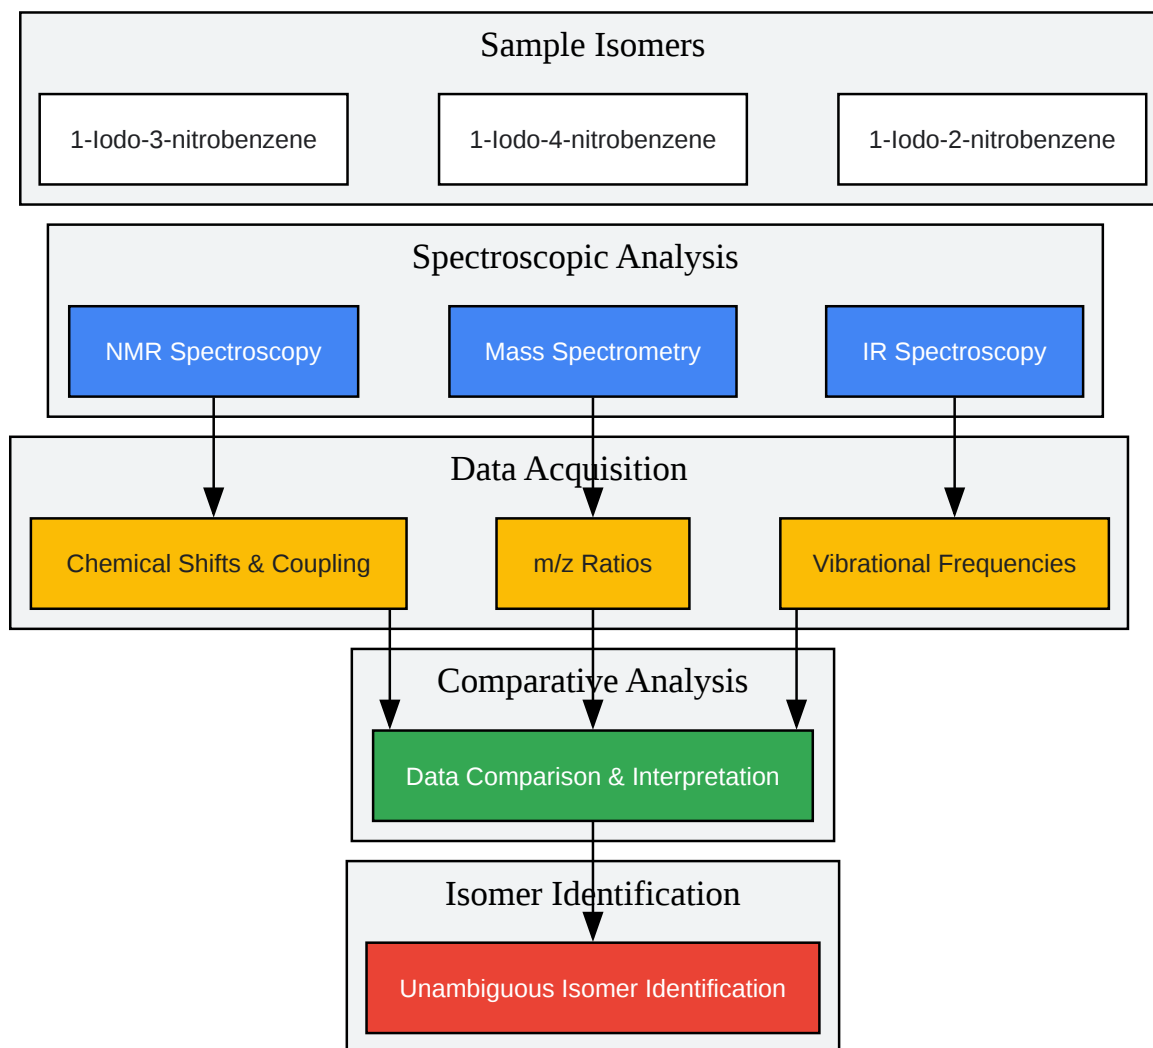 Sample Isomers
1-Iodo-3-nitrobenzene
1-Iodo-4-nitrobenzene
1-Iodo-2-nitrobenzene
Spectroscopic Analysis
NMR Spectroscopy
Mass Spectrometry
IR Spectroscopy
Data Acquisition
Chemical Shifts & Coupling
m/z Ratios
Vibrational Frequencies
Comparative Analysis
Data Comparison & Interpretation
Isomer Identification
Unambiguous Isomer Identification